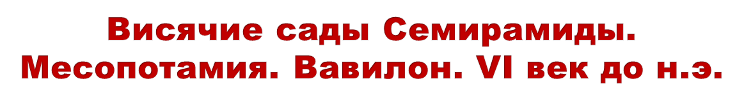 Висячие сады Семирамиды.
Месопотамия. Вавилон. VI век до н.э.